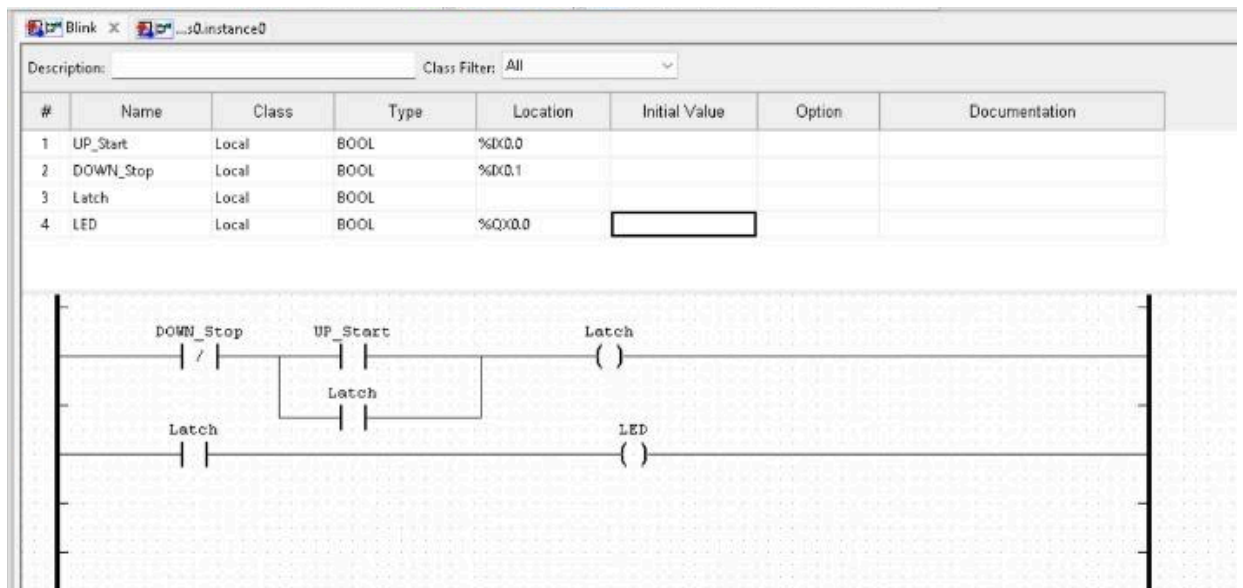 Blink X ...s0.instance0
Description: Class Filter: All
# Name Class Type Location Initial Value Option Documentation
1 UP_Start Local BOOL %IX0.0
2 DOWN_Stop Local BOOL %IX0.1
3 Latch Local BOOL
4 LED Local BOOL %QX0.0
DOWN_Stop UP_Start Latch
Latch
Latch LED